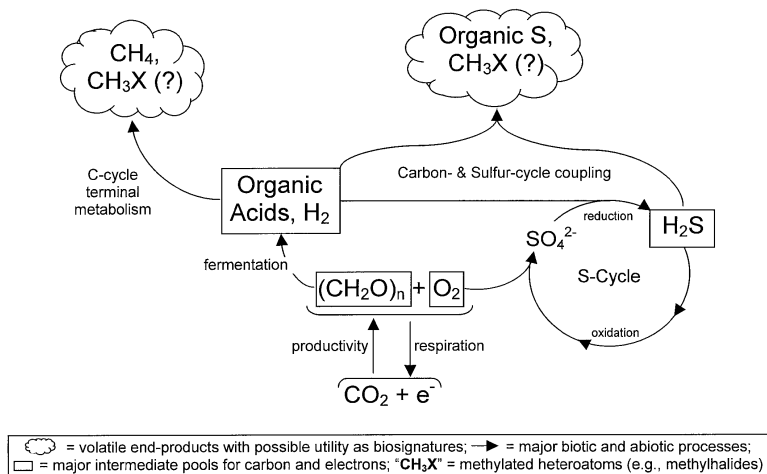 CH4,
CH3X (?)
Organic S,
CH3X (?)
C-cycle
terminal
metabolism
Carbon- & Sulfur-cycle coupling
Organic
Acids, H2
reduction
H2S
SO4 2-
fermentation
S-Cycle
(CH2O)n + O2
oxidation
productivity
respiration
CO2 + e-
= volatile end-products with possible utility as biosignatures; = major biotic and abiotic processes;
= major intermediate pools for carbon and electrons; "CH3X" = methylated heteroatoms (e.g., methylhalides)